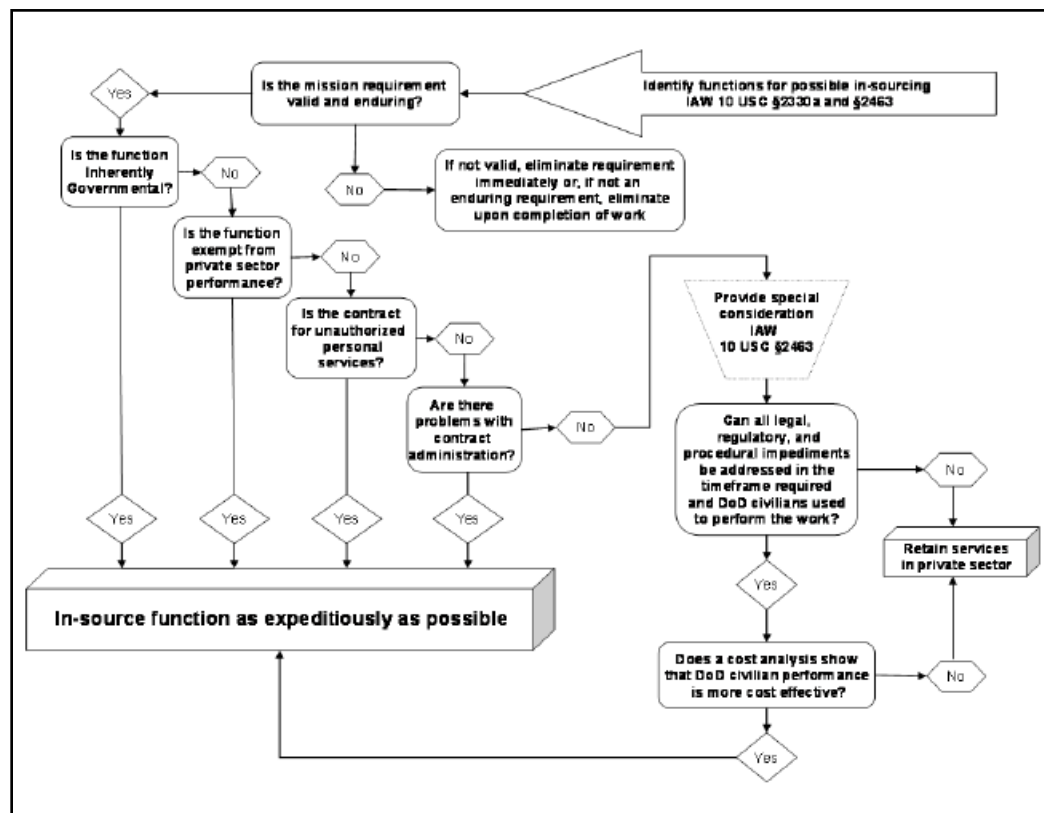 Identify functions for possible in-sourcing
IAW 10 USC §2330a and §2463
Is the mission requirement
valid and enduring?
Yes
No
If not valid, eliminate requirement
immediately or, if not an
enduring requirement, eliminate
upon completion of work
Is the function
Inherently
Governmental?
No
Is the function
exempt from
private sector
performance?
No
Is the contract
for unauthorized
personal
services?
No
Are there
problems with
contract
administration?
No
Provide special
consideration
IAW
10 USC §2463
Can all legal,
regulatory, and
procedural impediments
be addressed in the
timeframe required
and DoD civilians used
to perform the work?
No
Retain services
in private sector
Yes
Yes
Yes
Yes
Yes
In-source function as expeditiously as possible
Does a cost analysis show
that DoD civilian performance
is more cost effective?
No
Yes